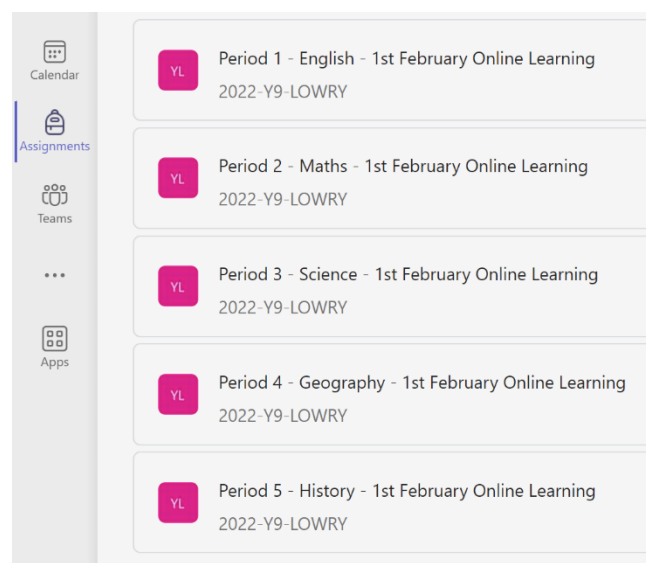 Calendar
Assignments
Teams
Apps
YL
Period 1 - English - 1st February Online Learning
2022-Y9-LOWRY
YL
Period 2 - Maths - 1st February Online Learning
2022-Y9-LOWRY
YL
Period 3 - Science - 1st February Online Learning
2022-Y9-LOWRY
YL
Period 4 - Geography - 1st February Online Learning
2022-Y9-LOWRY
YL
Period 5 - History - 1st February Online Learning
2022-Y9-LOWRY